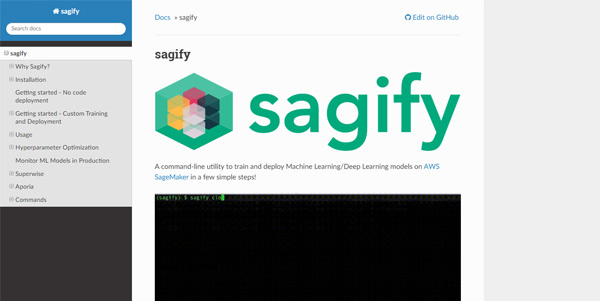 sagify
Search docs
sagify
Why Sagify?
Installation
Getting started - No code
deployment
Getting started - Custom Training
and Deployment
Usage
Hyperparameter Optimization
Monitor ML Models in Production
Superwise
Aporia
Commands
Docs » sagify
Edit on GitHub
sagify
sagify
A command-line utility to train and deploy Machine Learning/Deep Learning models on AWS
SageMaker in a few simple steps!
(sagify) $ sagify clo